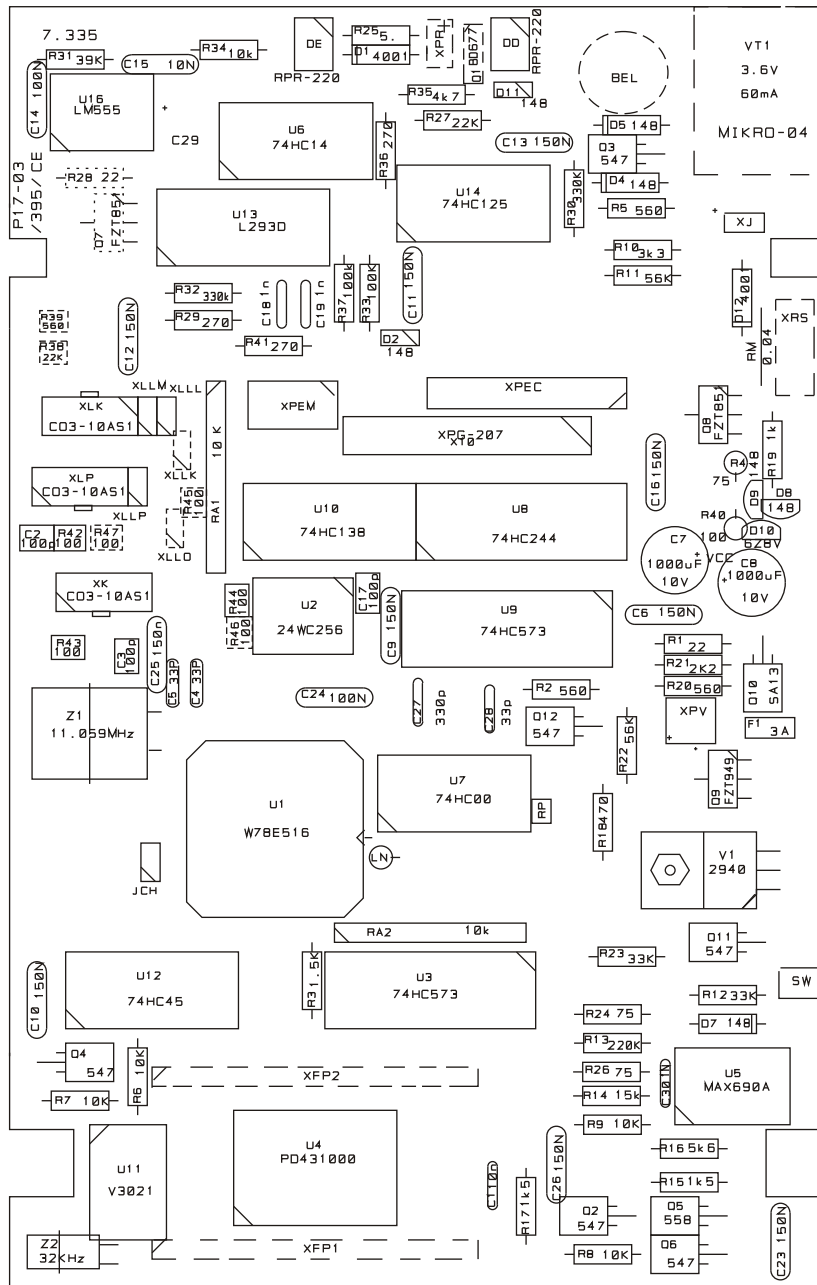 7.335
R31 39K
C15 10N
R34 10k
DE
RPR-220
R25 5.
D1 4001
XPR
Q1 BD677
DD
RPR-220
VT1
3.6V
60mA
MIKRO-04
BEL
C14 100N
U16
LM555
C29
U6
74HC14
R36 270
R35 4k7
D11
148
R27 22K
C13 150N
D5 148
Q3
547
D4 148
P17-03
/395/CE
R28 22
Q7
FZT851
U13
L293D
U14
74HC125
R30 330K
R5 560
XJ
R10 3k3
R11 56K
R32 330k
R29 270
C18 1n
C19 1n
R37 100k
R33 100K
C11 150N
D12 4001
XRS
RM 0.04
R39
560
R38
22K
C12 150N
R41 270
D2
148
XLLM
XLLL
XLK
CO3-10AS1
XPEM
XPEC
XPG-207
X10
Q8
FZT851
RA1 10K
XLLK
XLP
CO3-10AS1
XLLP
R45
100
C16 150N
R4
75
R19 1k
D9 148
D8
148
C2
100p
R42
100
R47
100
XLLO
U10
74HC138
U8
74HC244
R40
100
D10
6Z8V
C7
1000uF
10V
VCC
C8
1000uF
10V
XK
CO3-10AS1
R44
100
R46
100
U2
24WC256
C17
100p
C9 150N
U9
74HC573
C6 150N
R43
100
C3
100p
C25 150n
C5 33P
C4 33P
R1 22
R21 2K2
R20 560
Q10
SA13
Z1
11.059MHz
C24 100N
C27
330p
C28
33p
R2 560
Q12
547
R22 56K
XPV
F1
3A
Q9
FZT949
U1
W78E516
U7
74HC00
RP
R18 470
LN
JCH
V1
2940
RA2 10k
Q11
547
R23 33K
C10 150N
U12
74HC45
R3 1.5K
U3
74HC573
SW
R12 33K
R24 75
D7 148
R13 220K
Q4
547
R6 10K
XFP2
R26 75
C30 1N
U5
MAX690A
R7 10K
R14 15k
R9 10K
U11
V3021
U4
PD431000
R16 5k6
C26 150N
C1 10n
R17 1k5
R15 1k5
Q2
547
Q5
558
C23 150N
Z2
32KHz
XFP1
R8 10K
Q6
547